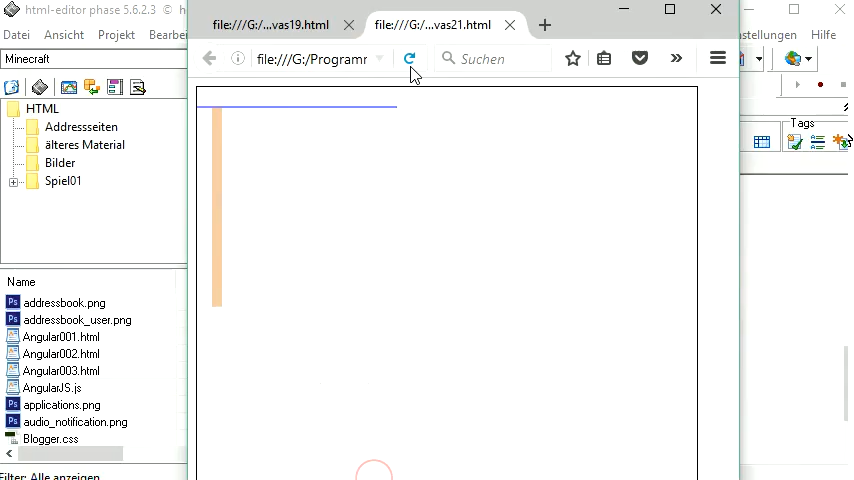 html-editor phase 5.6.2.3 © h
Datei Ansicht Projekt Bearbei
stellungen Hilfe
Minecraft
file:///G:/...vas19.html
file:///G:/...vas21.html
file:///G:/Programr
Suchen
Tags
HTML
Addressseiten
älteres Material
Bilder
Spiel01
Name
addressbook.png
addressbook_user.png
Angular001.html
Angular002.html
Angular003.html
AngularJS.js
applications.png
audio_notification.png
Blogger.css
Filter: Alle anzeigen